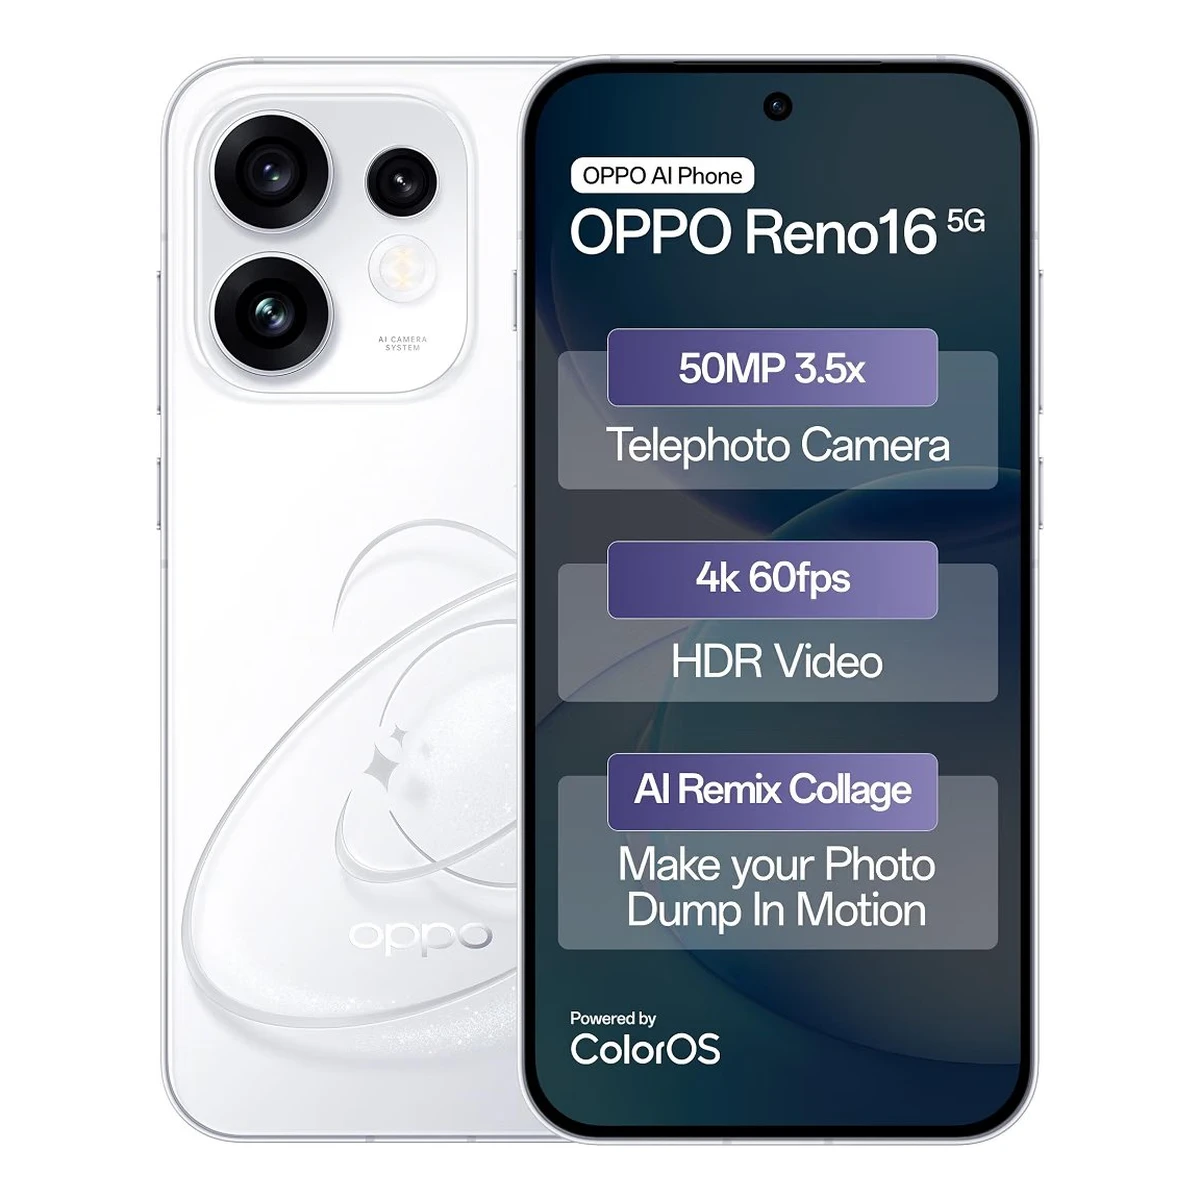 AI CAMERA
SYSTEM
oppo
OPPO AI Phone
OPPO Reno16 5G
50MP 3.5x
Telephoto Camera
4k 60fps
HDR Video
AI Remix Collage
Make your Photo
Dump In Motion
Powered by
ColorOS